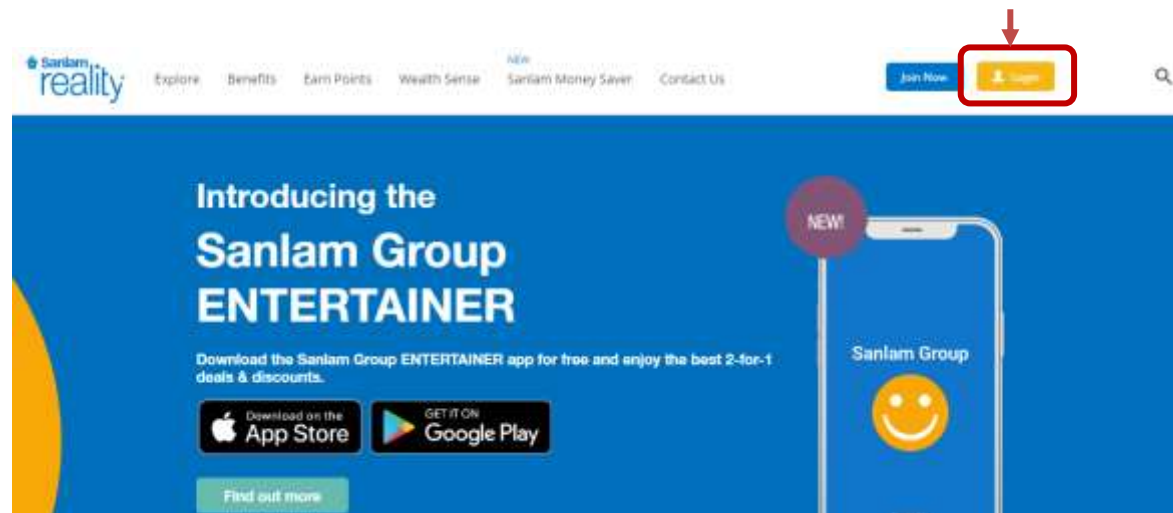 NEW
Sanlam
reality
Explore Benefits Earn Points Wealth Sense Sanlam Money Saver Contact Us Join Now Login
Introducing the
Sanlam Group
ENTERTAINER
Download the Sanlam Group ENTERTAINER app for free and enjoy the best 2-for-1
deals & discounts.
Download on the
App Store
GET IT ON
Google Play
Find out more
NEW!
Sanlam Group